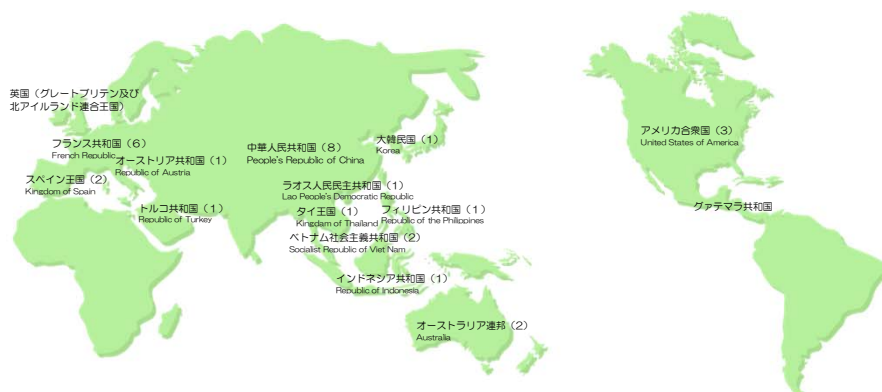 英国（グレートブリテン及び
北アイルランド連合王国）
フランス共和国（6）
French Republic
オーストリア共和国（1）
Republic of Austria
スペイン王国（2）
Kingdom of Spain
トルコ共和国（1）
Republic of Turkey
中華人民共和国（8）
People's Republic of China
大韓民国（1）
Korea
ラオス人民民主共和国（1）
Lao People's Democratic Republic
タイ王国（1）
Kingdam of Thailand
フィリピン共和国（1）
Republic of the Philippines
ベトナム社会主義共和国（2）
Socialist Republic of Viet Nam
インドネシア共和国（1）
Republic of Indonesia
オーストラリア連邦（2）
Australia
アメリカ合衆国（3）
United States of America
グァテマラ共和国